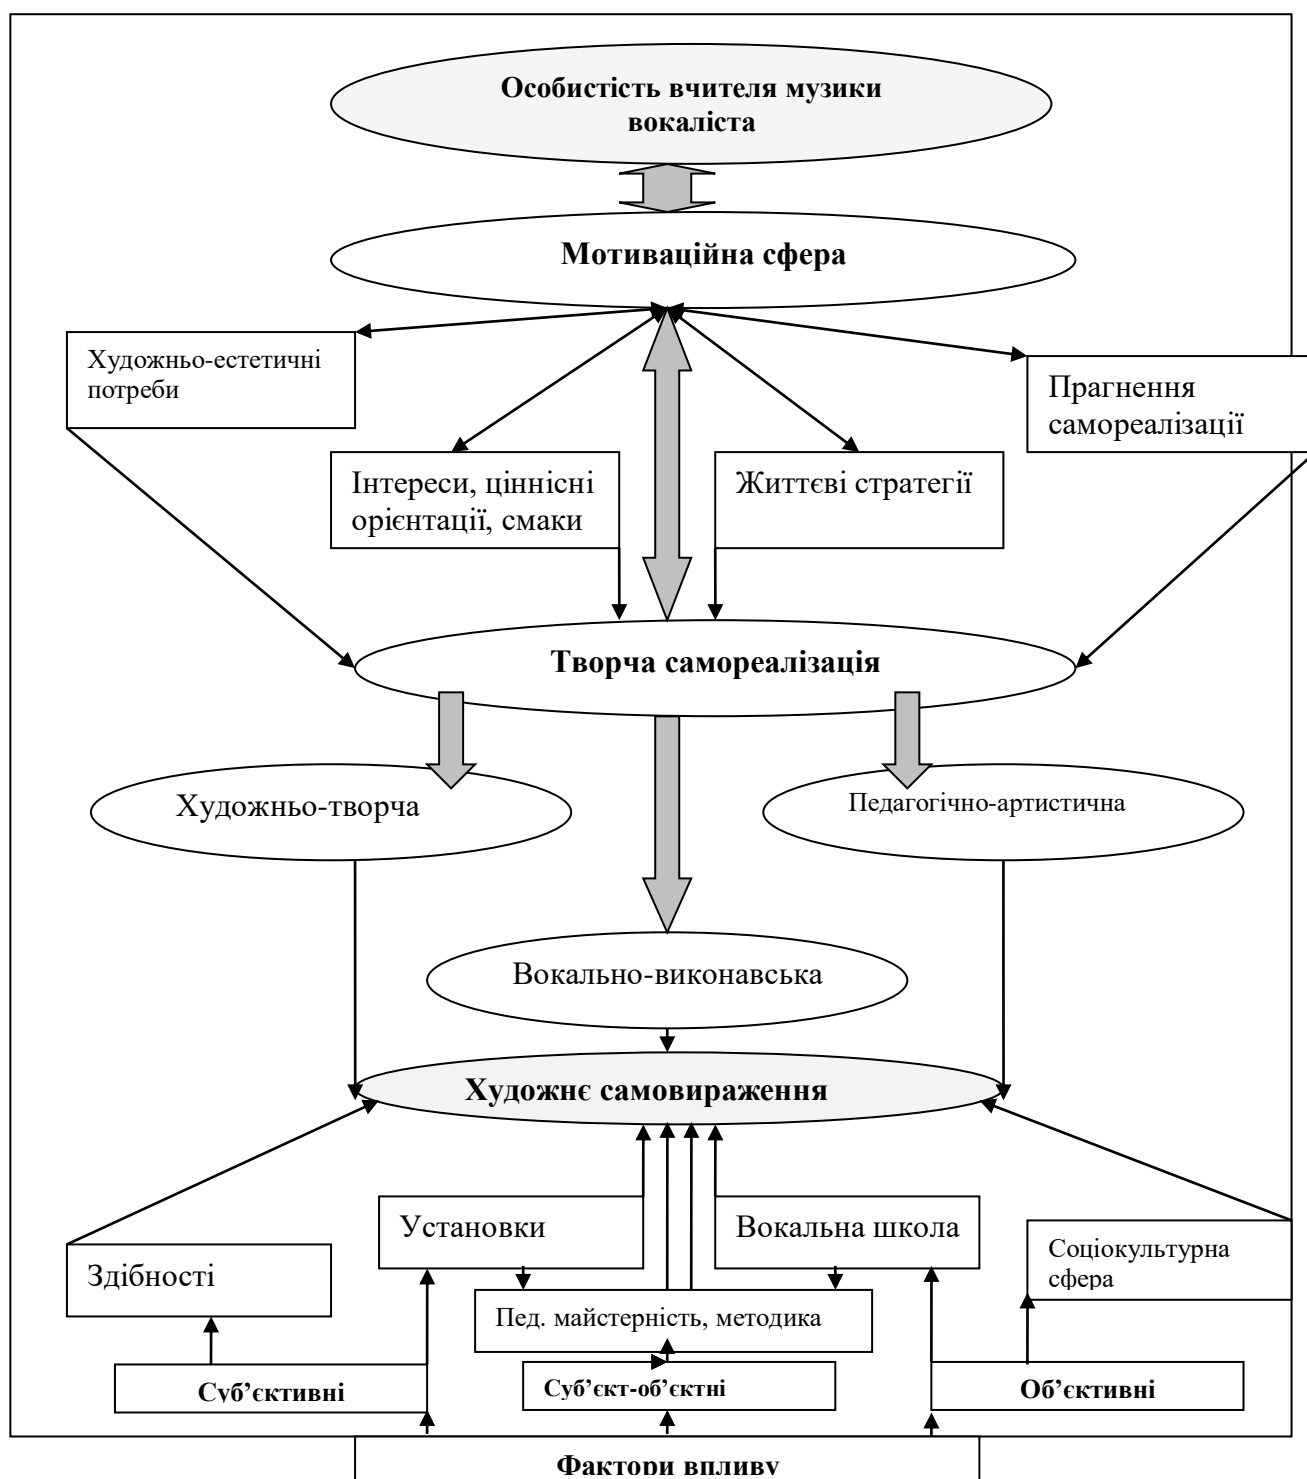 Особистість вчителя музики
вокаліста
Мотиваційна сфера
Художньо-естетичні
потреби
Прагнення
самореалізації
Інтереси, ціннісні
орієнтації, смаки
Життєві стратегії
Творча самореалізація
Художньо-творча
Педагогічно-артистична
Вокально-виконавська
Художнє самовираження
Установки
Вокальна школа
Здібності
Соціокультурна
сфера
Пед. майстерність, методика
Суб’єктивні
Суб’єкт-об’єктні
Об’єктивні
Фактори впливу